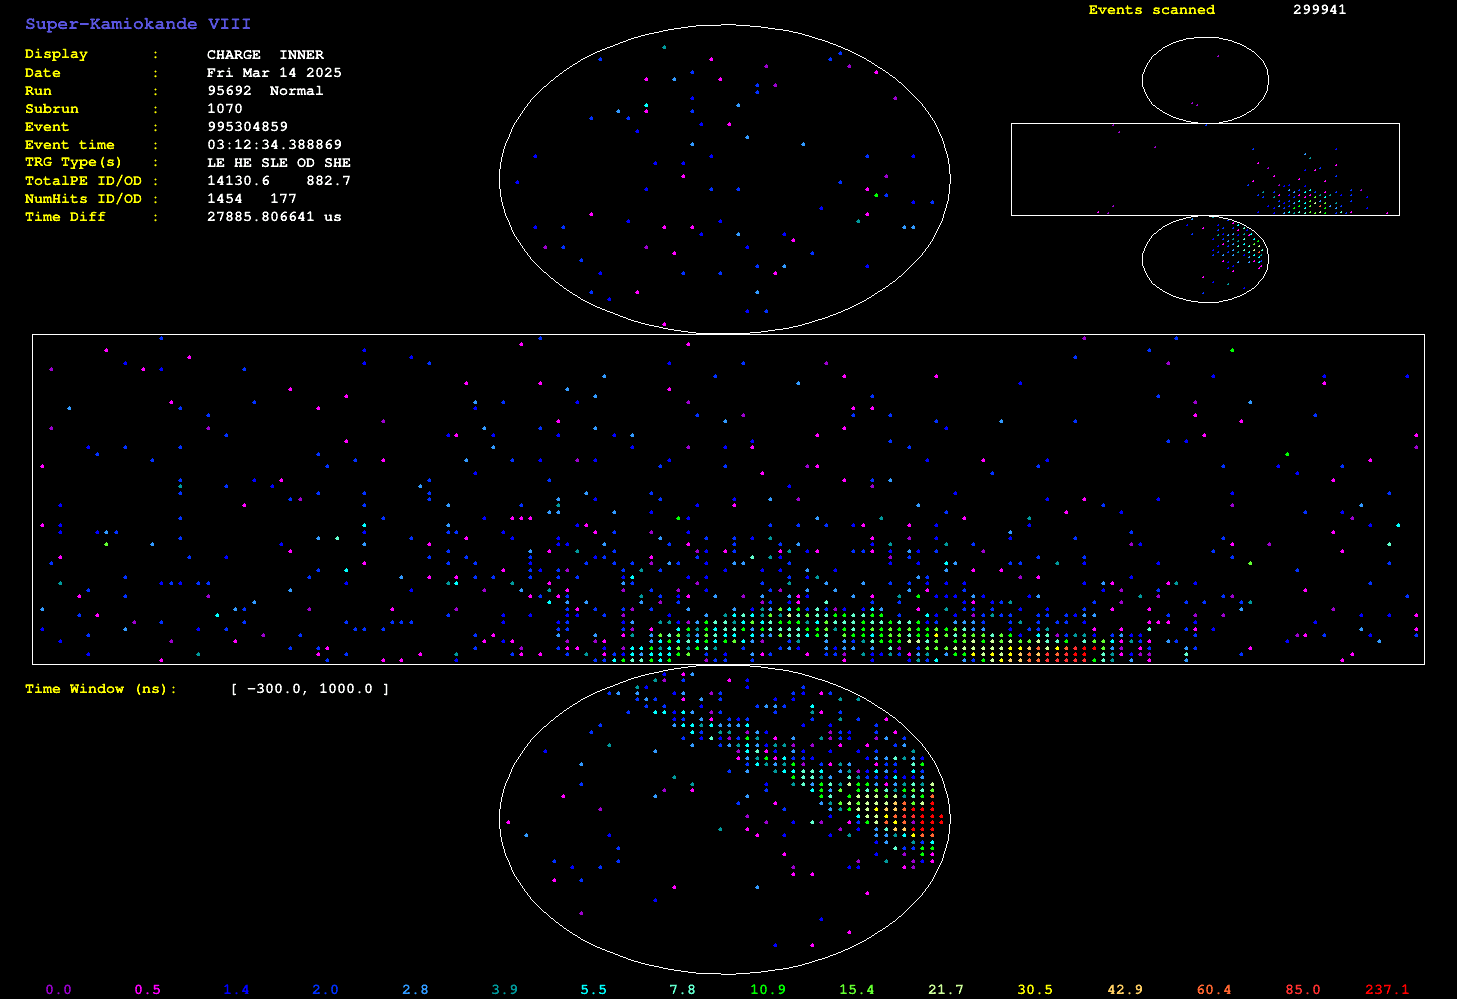 Super-Kamiokande VIII
Display : CHARGE INNER
Date : Fri Mar 14 2025
Run : 95692 Normal
Subrun : 1070
Event : 995304859
Event time : 03:12:34.388869
TRG Type(s) : LE HE SLE OD SHE
TotalPE ID/OD : 14130.6 882.7
NumHits ID/OD : 1454 177
Time Diff : 27885.806641 us
Events scanned 299941
Time Window (ns): [ -300.0, 1000.0 ]
0.0 0.5 1.4 2.0 2.8 3.9 5.5 7.8 10.9 15.4 21.7 30.5 42.9 60.4 85.0 237.1